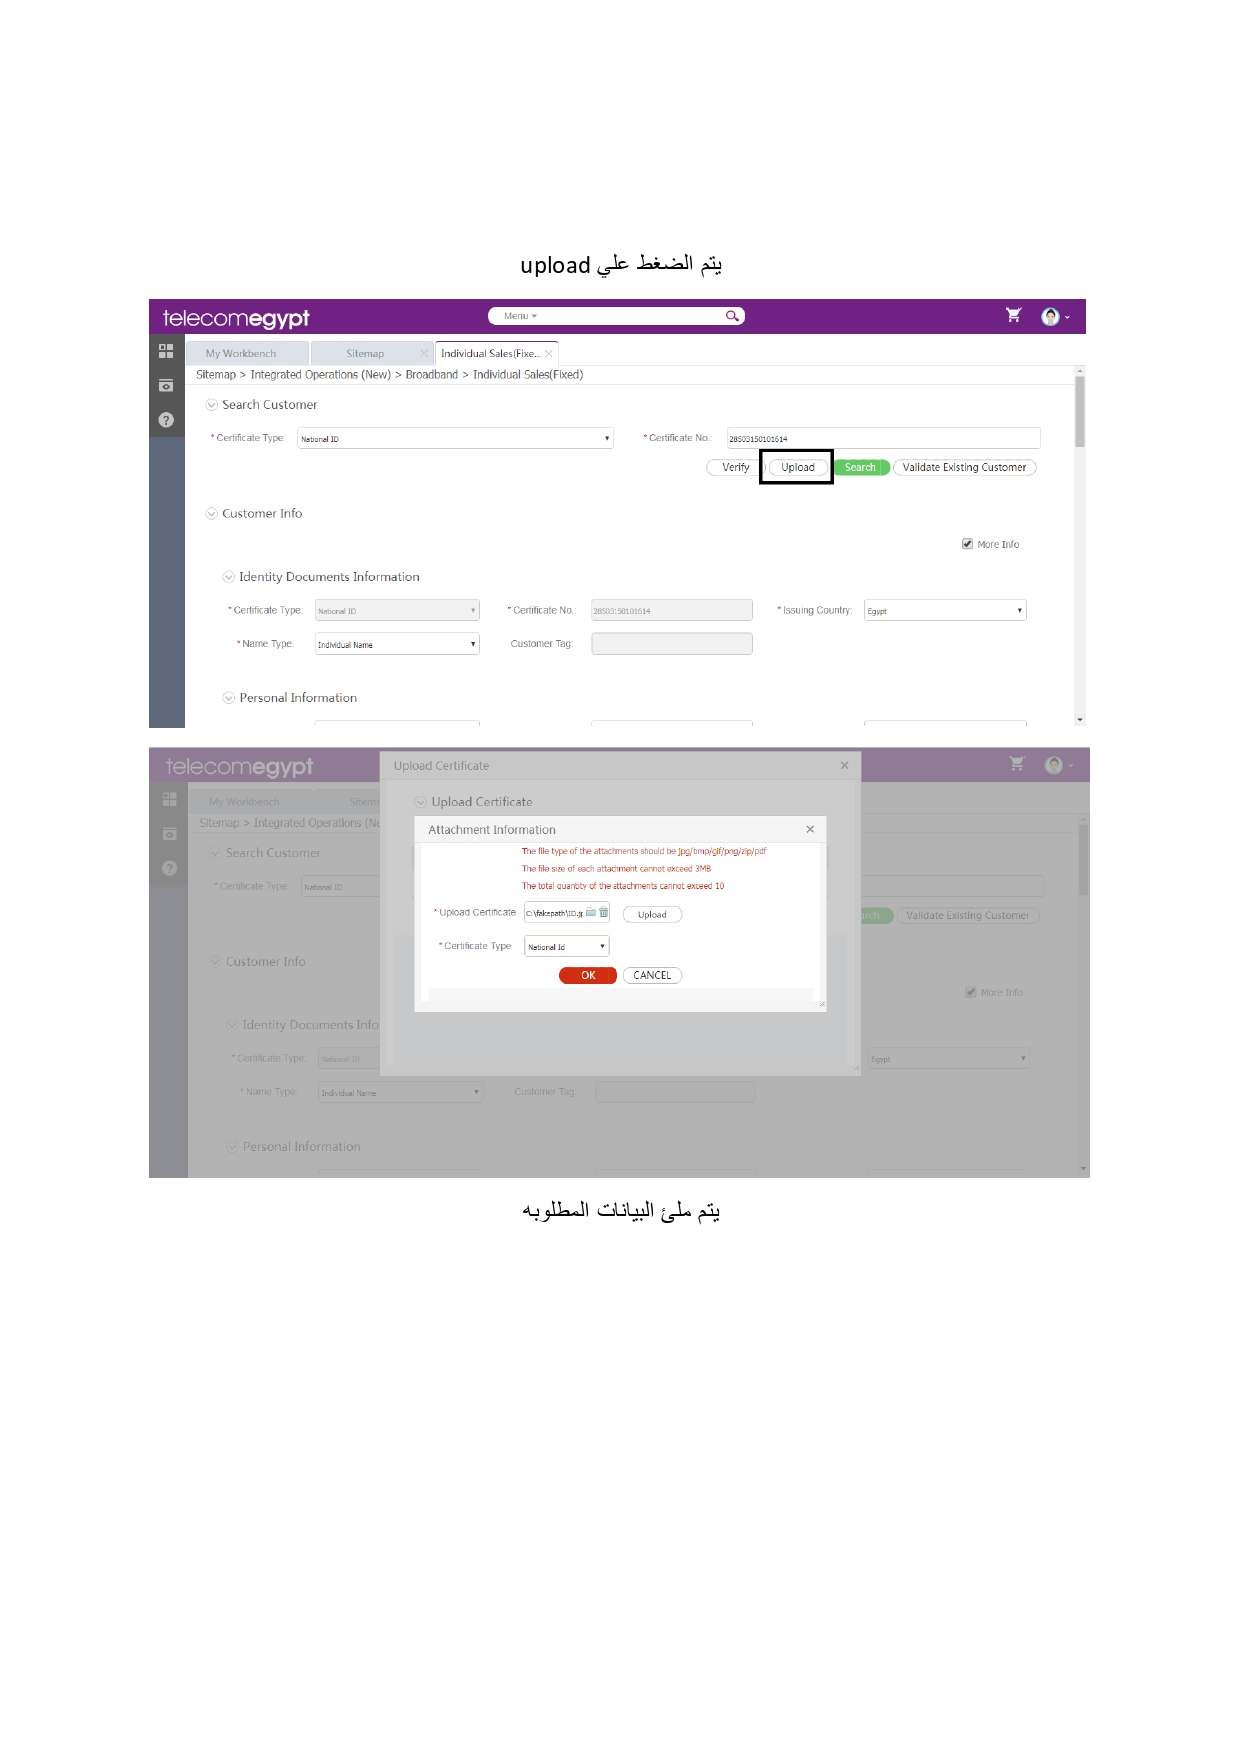 يتم الضغط علي upload
telecomegypt
Menu
My Workbench Sitemap Individual Sales(Fixe...
Sitemap > Integrated Operations (New) > Broadband > Individual Sales(Fixed)
Search Customer
* Certificate Type: National ID * Certificate No.: 28503150101614
Verify Upload Search Validate Existing Customer
Customer Info
More Info
Identity Documents Information
* Certificate Type: National ID * Certificate No.: 28503150101614 * Issuing Country: Egypt
* Name Type: Individual Name Customer Tag:
Personal Information
telecomegypt
Upload Certificate
My Workbench Sitema
Upload Certificate
Sitemap > Integrated Operations (Ne
Attachment Information
The file type of the attachments should be jpg/bmp/gif/png/zip/pdf
Search Customer
The file size of each attachment cannot exceed 3MB
* Certificate Type: National ID
The total quantity of the attachments cannot exceed 10
* Upload Certificate C:\fakepath\ID.jp Upload
arch Validate Existing Customer
* Certificate Type National Id
Customer Info
OK CANCEL
More Info
Identity Documents Info
* Certificate Type: National ID Egypt
* Name Type: Individual Name Customer Tag:
Personal Information
يتم ملئ البيانات المطلوبه